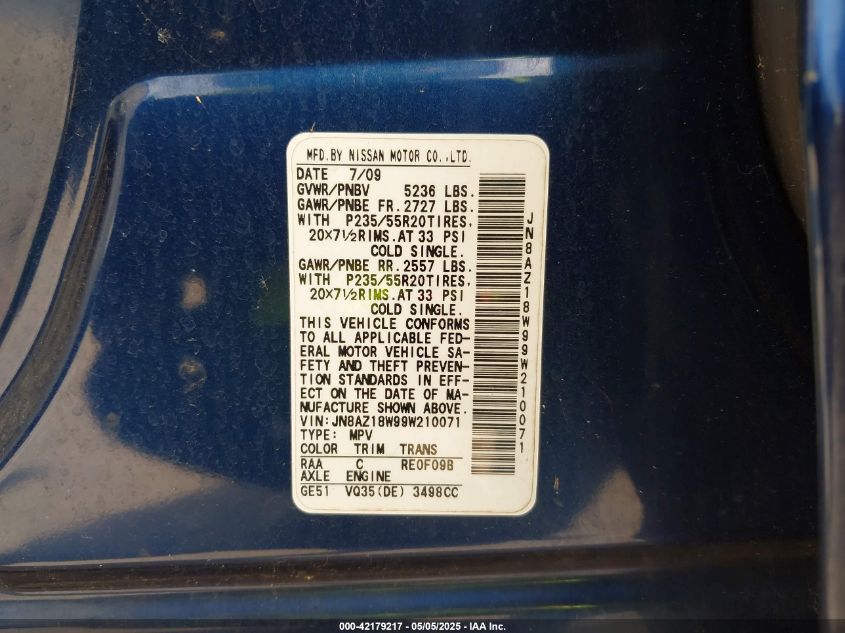 MFD.BY NISSAN MOTOR CO.,LTD.
DATE 7/09
GVWR/PNBV 5236 LBS.
GAWR/PNBE FR.2727 LBS.
WITH P235/55R20TIRES,
20×7½RIMS.AT 33 PSI
COLD SINGLE.
GAWR/PNBE RR.2557 LBS.
WITH P235/55R20TIRES,
20×7½RIMS.AT 33 PSI
COLD SINGLE.
THIS VEHICLE CONFORMS
TO ALL APPLICABLE FED-
ERAL MOTOR VEHICLE SA-
FETY AND THEFT PREVEN-
TION STANDARDS IN EFF-
ECT ON THE DATE OF MA-
NUFACTURE SHOWN ABOVE.
VIN:JN8AZ18W99W210071
TYPE: MPV
COLOR TRIM TRANS
RAA C RE0F09B
AXLE ENGINE
GE51 VQ35(DE) 3498CC
JN8AZ18W99W210071
000-42179217 - 05/05/2025 - IAA Inc.